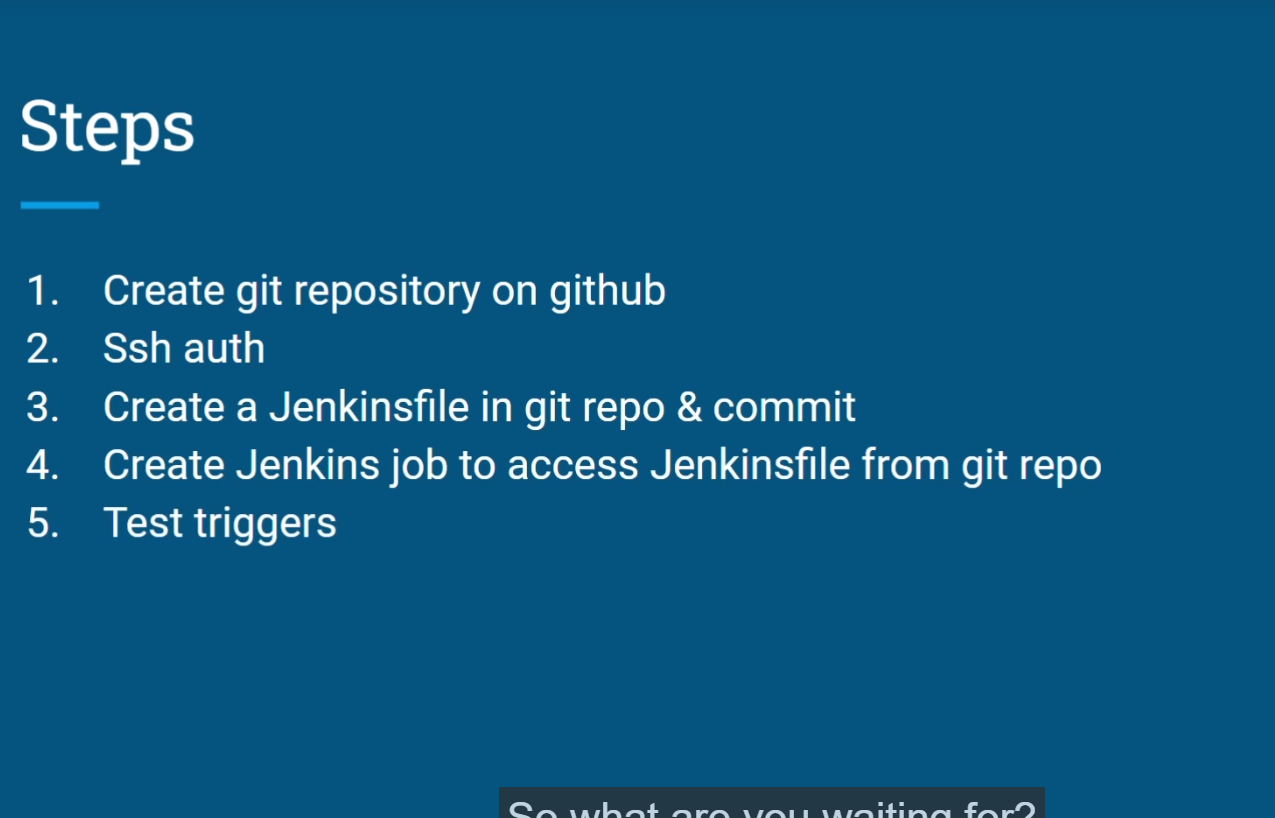 Steps
1. Create git repository on github
2. Ssh auth
3. Create a Jenkinsfile in git repo & commit
4. Create Jenkins job to access Jenkinsfile from git repo
5. Test triggers
So what are you waiting for?